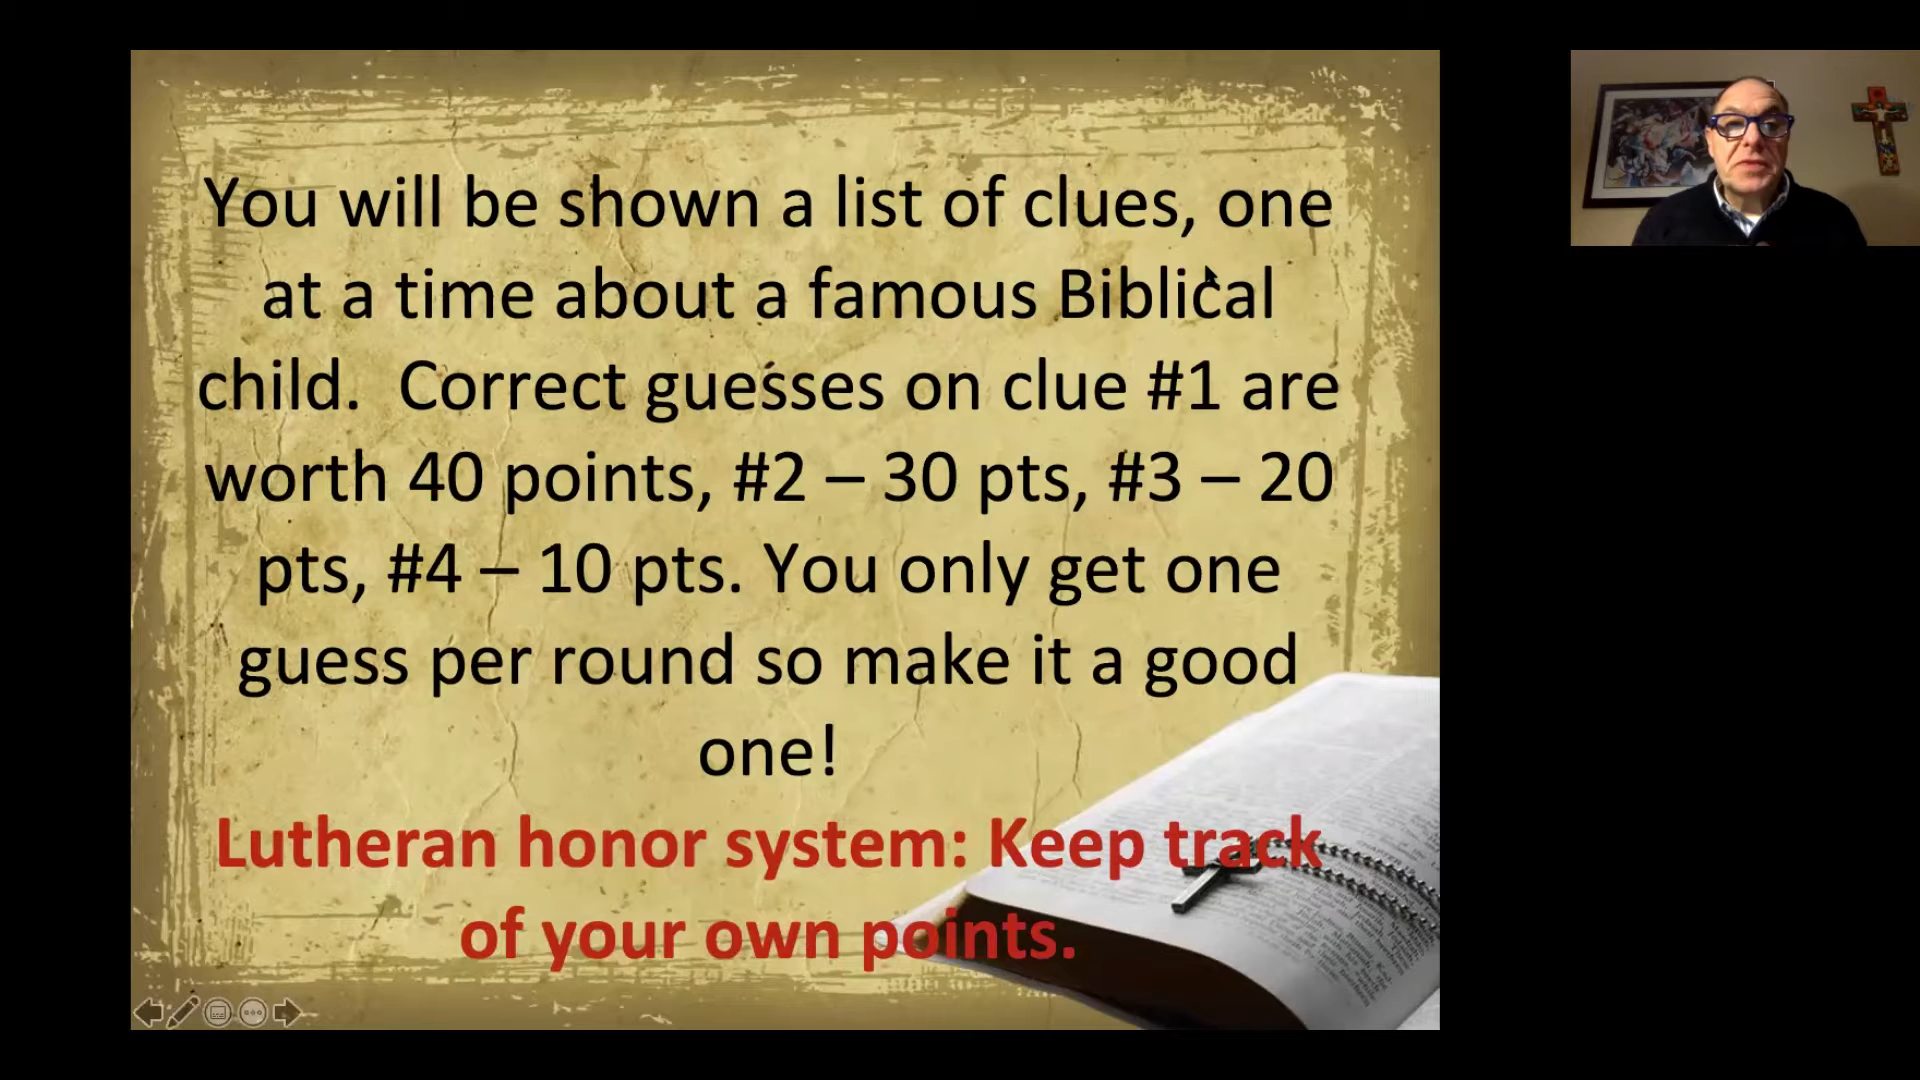 You will be shown a list of clues, one
at a time about a famous Biblical
child.  Correct guesses on clue #1 are
worth 40 points, #2 – 30 pts, #3 – 20
pts, #4 – 10 pts. You only get one
guess per round so make it a good
one!
Lutheran honor system: Keep track
of your own points.